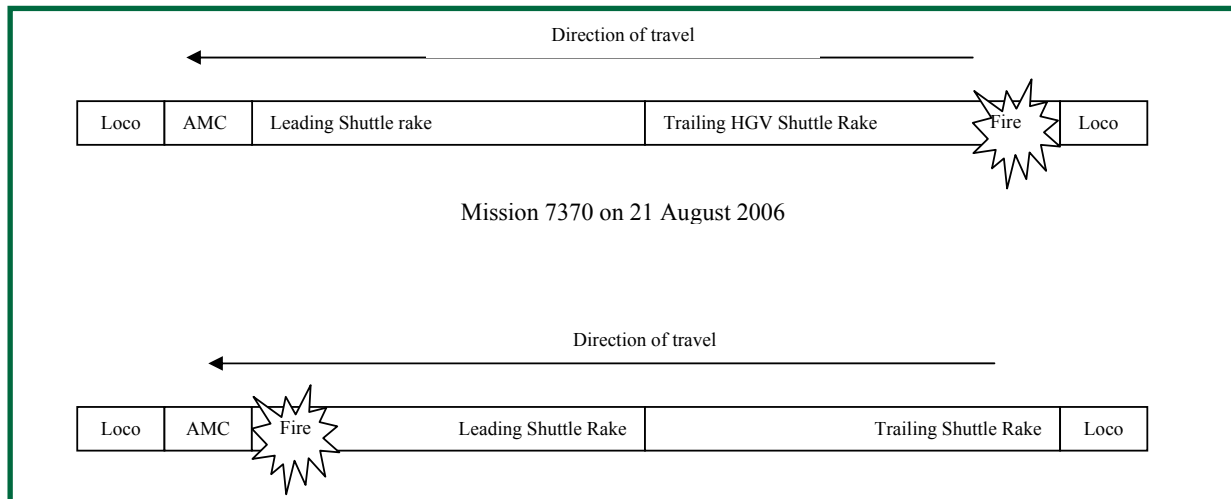 Direction of travel
Loco AMC Leading Shuttle rake Trailing HGV Shuttle Rake Fire Loco
Mission 7370 on 21 August 2006
Direction of travel
Loco AMC Fire Leading Shuttle Rake Trailing Shuttle Rake Loco